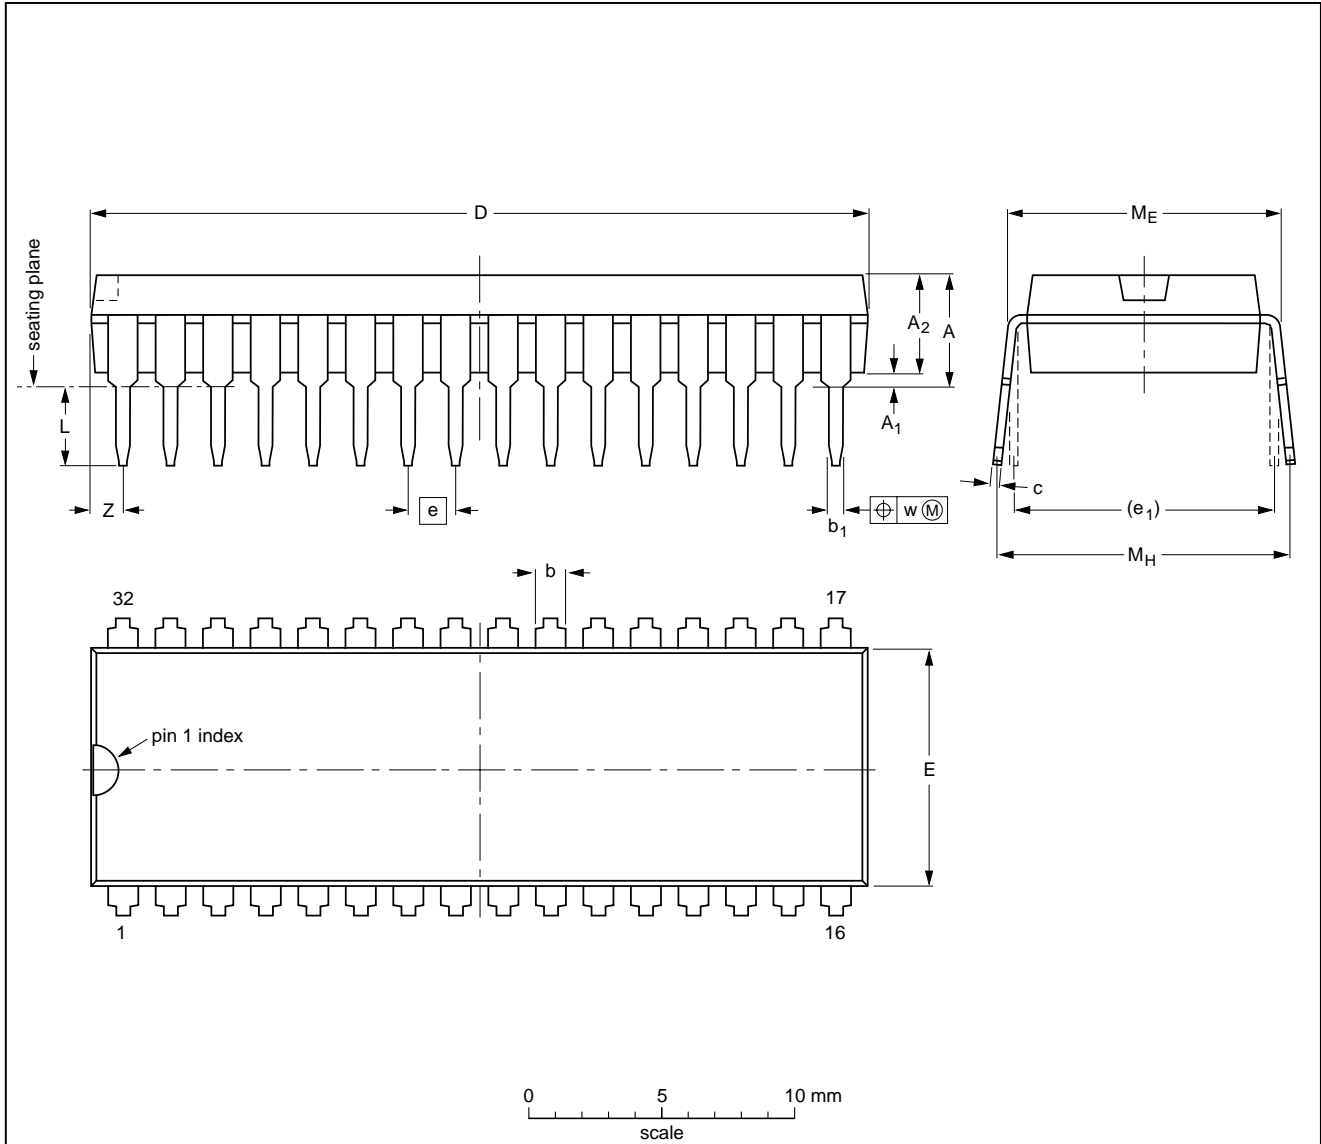 D
M_E
seating plane
A_2
A
L
A_1
Z
e
b_1
w M
c
(e_1)
M_H
b
32
17
pin 1 index
E
1
16
0
5
10 mm
scale